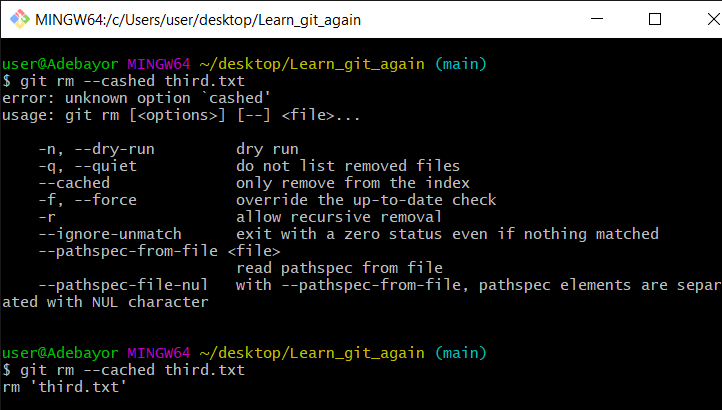 MINGW64:/c/Users/user/desktop/Learn_git_again
user@Adebayor MINGW64 ~/desktop/Learn_git_again (main)
$ git rm --cashed third.txt
error: unknown option `cashed'
usage: git rm [<options>] [--] <file>...
-n, --dry-run dry run
-q, --quiet do not list removed files
--cached only remove from the index
-f, --force override the up-to-date check
-r allow recursive removal
--ignore-unmatch exit with a zero status even if nothing matched
--pathspec-from-file <file>
read pathspec from file
--pathspec-file-nul with --pathspec-from-file, pathspec elements are separ
ated with NUL character
user@Adebayor MINGW64 ~/desktop/Learn_git_again (main)
$ git rm --cached third.txt
rm 'third.txt'